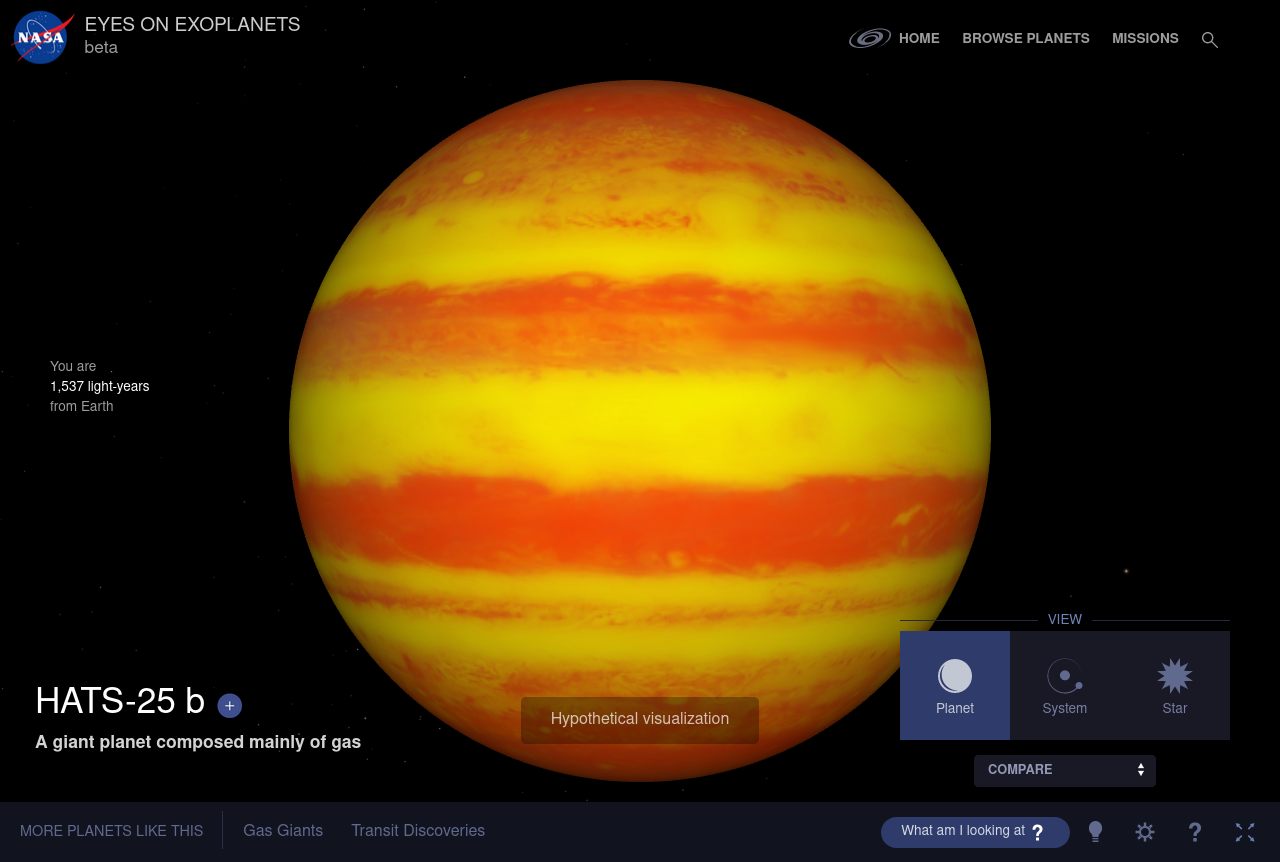 NASA
EYES ON EXOPLANETS
beta
HOME
BROWSE PLANETS
MISSIONS
You are
1,537 light-years
from Earth
VIEW
Planet
System
Star
HATS-25 b +
A giant planet composed mainly of gas
Hypothetical visualization
COMPARE
MORE PLANETS LIKE THIS
Gas Giants
Transit Discoveries
What am I looking at ?
?